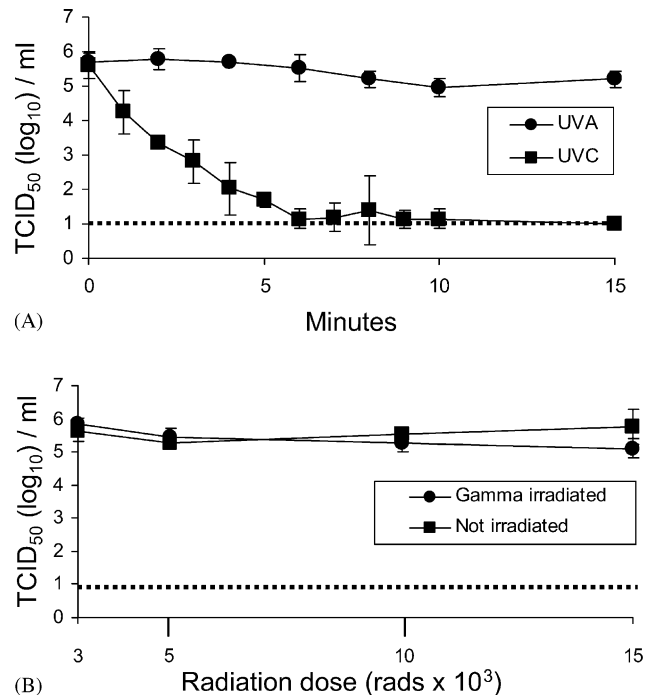 7
6
5
4
3
2
1
0
TCID50 (log10) / ml
UVA
UVC
0 5 10 15
Minutes
(A)
7
6
5
4
3
2
1
0
TCID50 (log10) / ml
Gamma irradiated
Not irradiated
3 5 10 15
Radiation dose (rads x 10³)
(B)